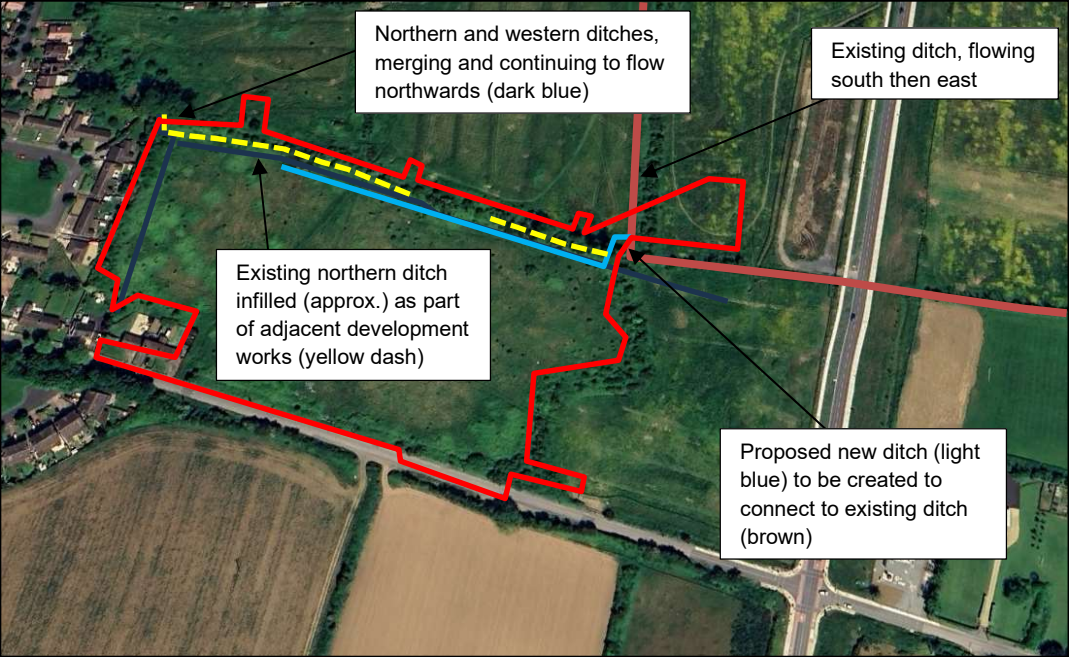 Northern and western ditches,
merging and continuing to flow
northwards (dark blue)
Existing ditch, flowing
south then east
Existing northern ditch
infilled (approx.) as part
of adjacent development
works (yellow dash)
Proposed new ditch (light
blue) to be created to
connect to existing ditch
(brown)